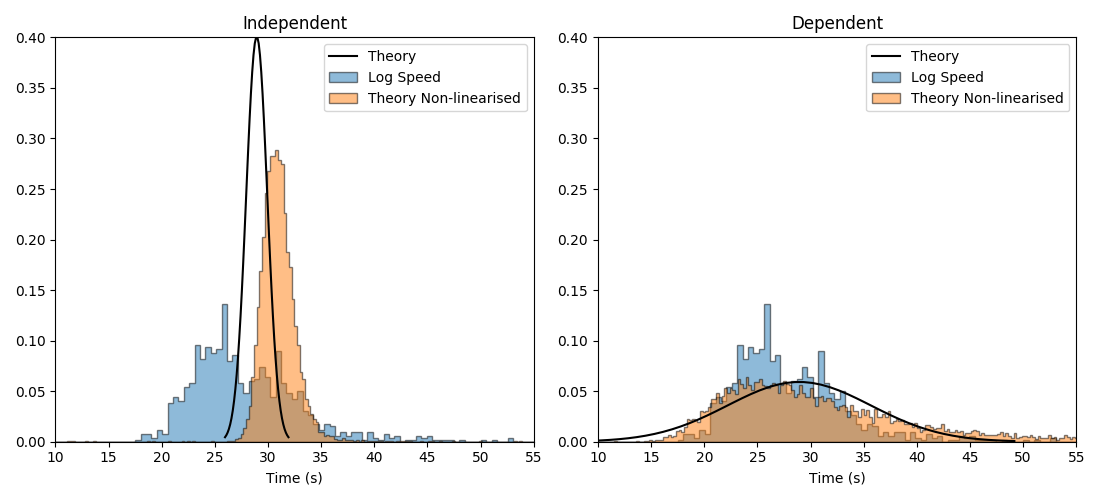 Independent
0.40
0.35
0.30
0.25
0.20
0.15
0.10
0.05
0.00
10 15 20 25 30 35 40 45 50 55
Time (s)
Theory
Log Speed
Theory Non-linearised
Dependent
0.40
0.35
0.30
0.25
0.20
0.15
0.10
0.05
0.00
10 15 20 25 30 35 40 45 50 55
Time (s)
Theory
Log Speed
Theory Non-linearised